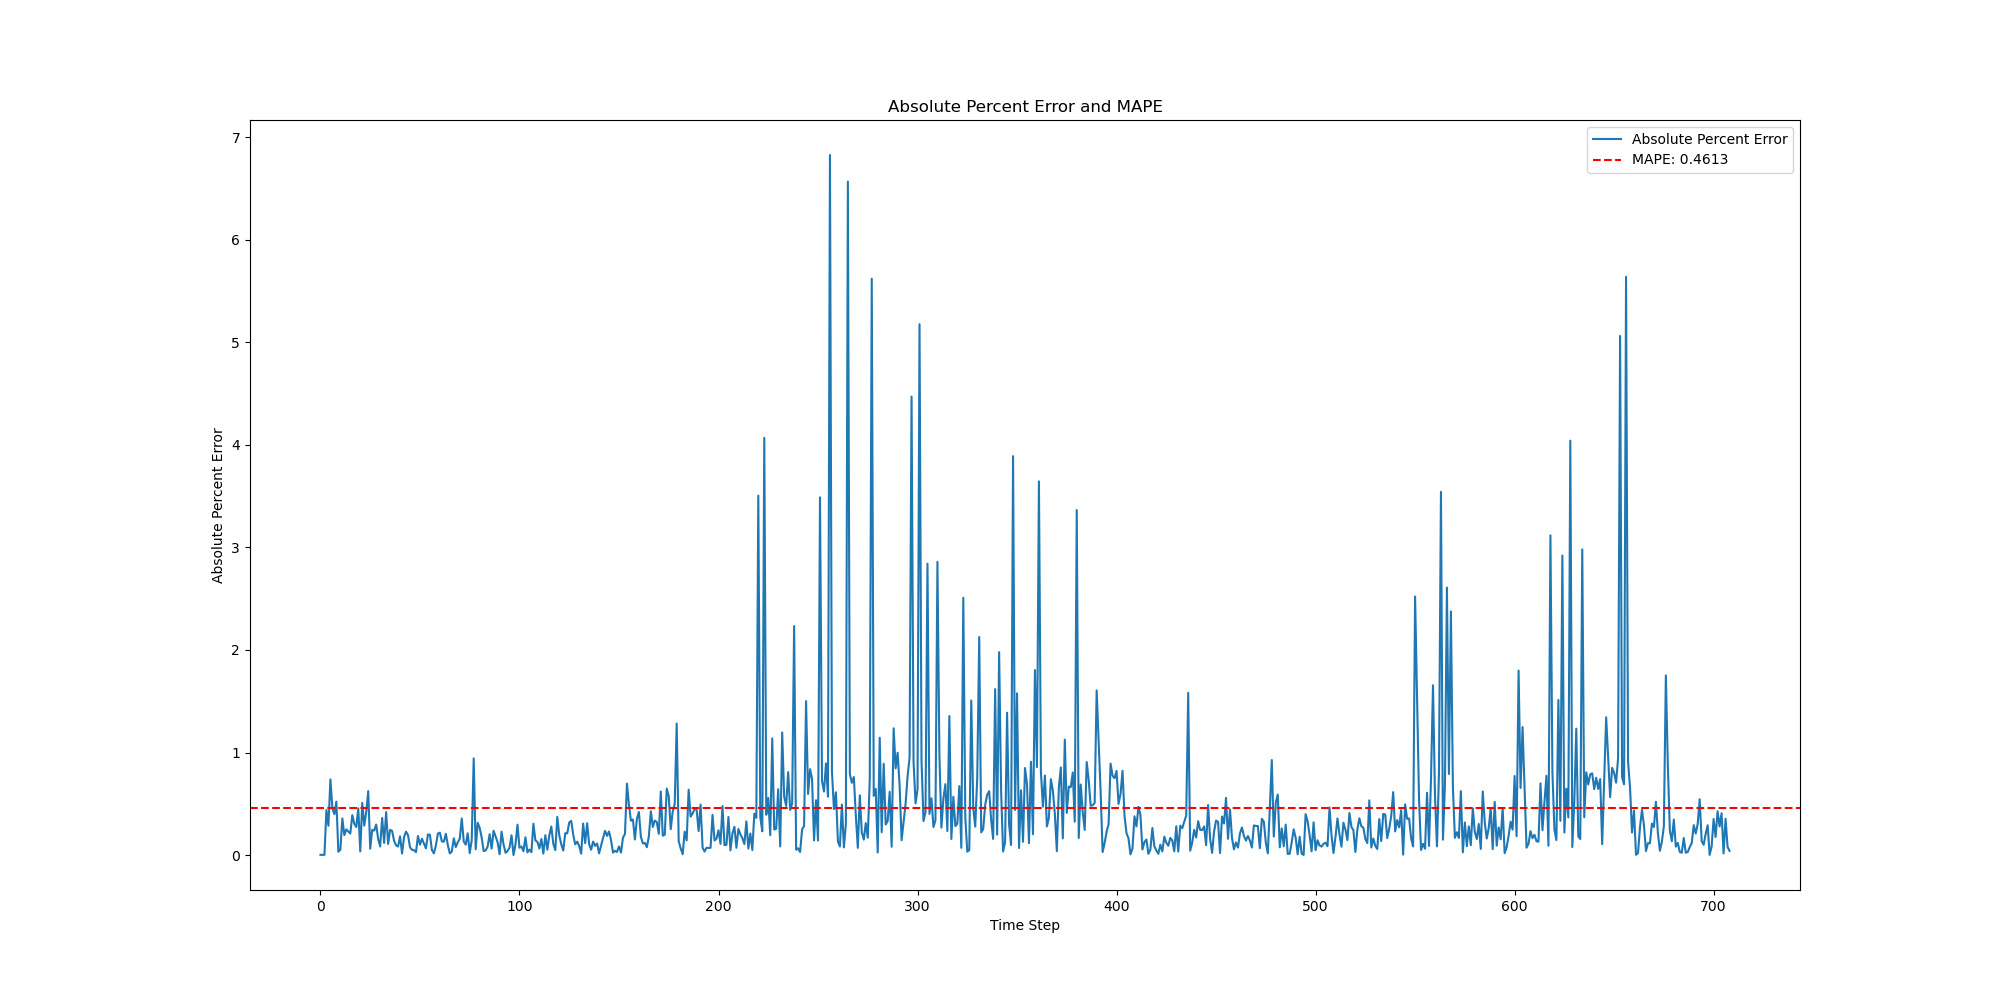 Absolute Percent Error and MAPE
Absolute Percent Error
MAPE: 0.4613
7
6
5
4
3
2
1
0
Absolute Percent Error
0 100 200 300 400 500 600 700
Time Step